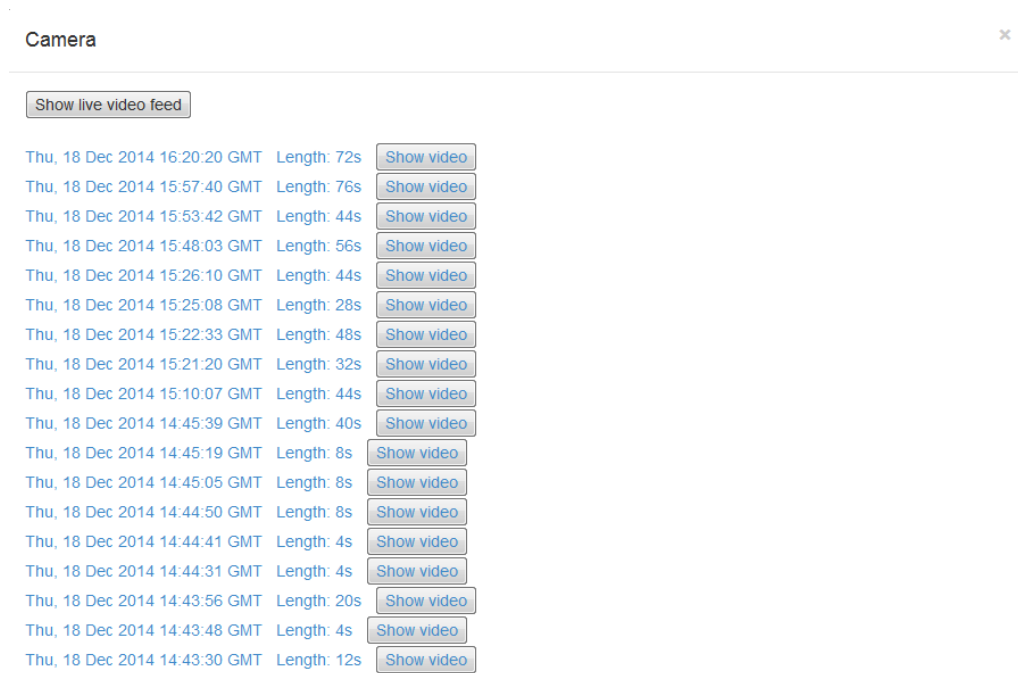 Camera ×
Show live video feed
Thu, 18 Dec 2014 16:20:20 GMT Length: 72s Show video
Thu, 18 Dec 2014 15:57:40 GMT Length: 76s Show video
Thu, 18 Dec 2014 15:53:42 GMT Length: 44s Show video
Thu, 18 Dec 2014 15:48:03 GMT Length: 56s Show video
Thu, 18 Dec 2014 15:26:10 GMT Length: 44s Show video
Thu, 18 Dec 2014 15:25:08 GMT Length: 28s Show video
Thu, 18 Dec 2014 15:22:33 GMT Length: 48s Show video
Thu, 18 Dec 2014 15:21:20 GMT Length: 32s Show video
Thu, 18 Dec 2014 15:10:07 GMT Length: 44s Show video
Thu, 18 Dec 2014 14:45:39 GMT Length: 40s Show video
Thu, 18 Dec 2014 14:45:19 GMT Length: 8s Show video
Thu, 18 Dec 2014 14:45:05 GMT Length: 8s Show video
Thu, 18 Dec 2014 14:44:50 GMT Length: 8s Show video
Thu, 18 Dec 2014 14:44:41 GMT Length: 4s Show video
Thu, 18 Dec 2014 14:44:31 GMT Length: 4s Show video
Thu, 18 Dec 2014 14:43:56 GMT Length: 20s Show video
Thu, 18 Dec 2014 14:43:48 GMT Length: 4s Show video
Thu, 18 Dec 2014 14:43:30 GMT Length: 12s Show video